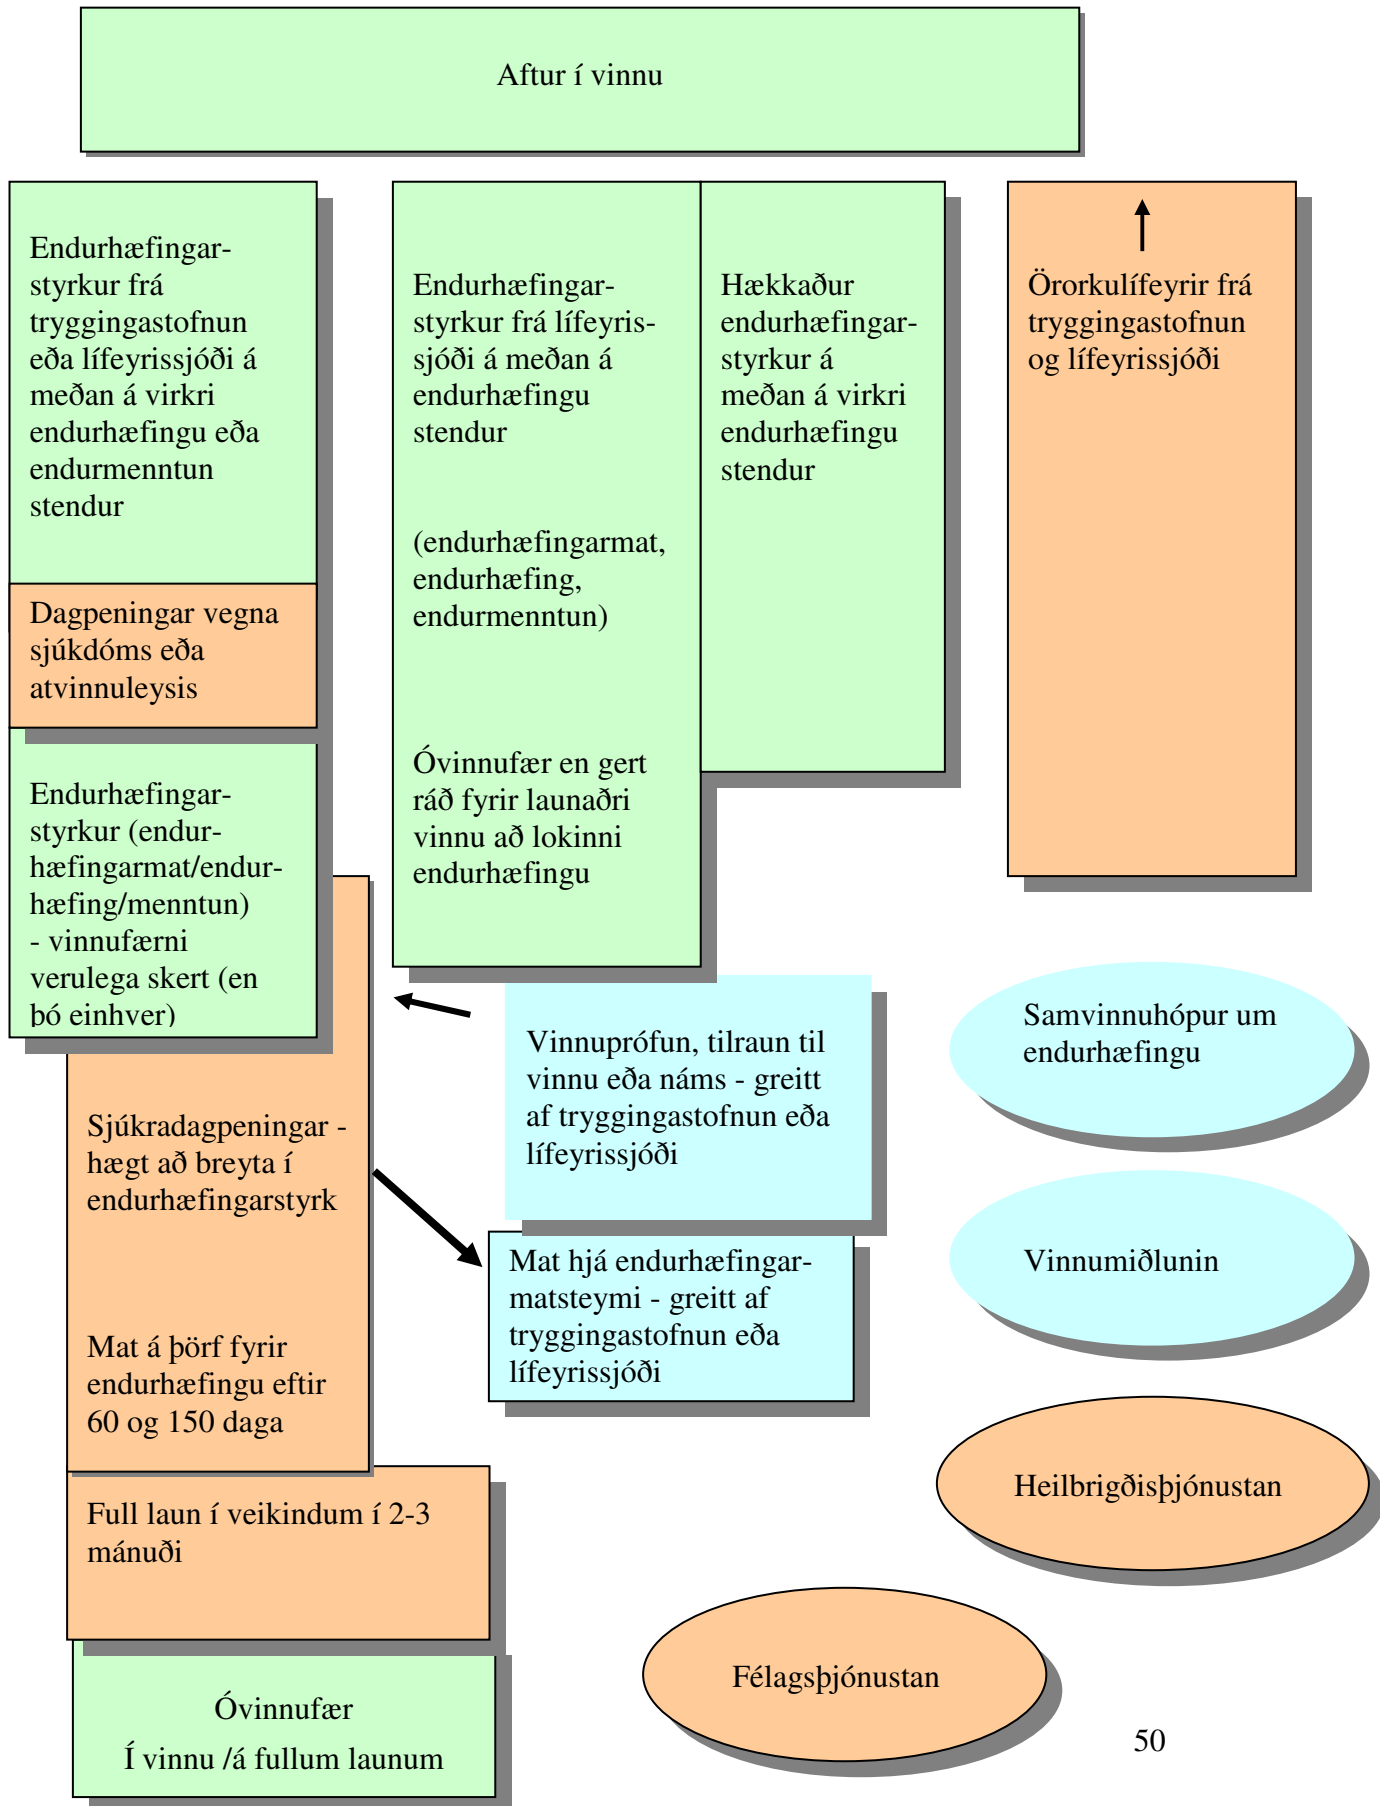 Aftur í vinnu
Endurhæfingar-
styrkur frá
tryggingastofnun
eða lífeyrissjóði á
meðan á virkri
endurhæfingu eða
endurmenntun
stendur
Dagpeningar vegna
sjúkdóms eða
atvinnuleysis
Endurhæfingar-
styrkur (endur-
hæfingarmat/endur-
hæfing/menntun)
- vinnufærni
verulega skert (en
þó einhver)
Endurhæfingar-
styrkur frá lífeyris-
sjóði á meðan á
endurhæfingu
stendur
(endurhæfingarmat,
endurhæfing,
endurmenntun)
Óvinnufær en gert
ráð fyrir launaðri
vinnu að lokinni
endurhæfingu
Hækkaður
endurhæfingar-
styrkur á
meðan á virkri
endurhæfingu
stendur
Örorkulífeyrir frá
tryggingastofnun
og lífeyrissjóði
Sjúkradagpeningar -
hægt að breyta í
endurhæfingarstyrk
Mat á þörf fyrir
endurhæfingu eftir
60 og 150 daga
Vinnuprófun, tilraun til
vinnu eða náms - greitt
af tryggingastofnun eða
lífeyrissjóði
Mat hjá endurhæfingar-
matsteymi - greitt af
tryggingastofnun eða
lífeyrissjóði
Samvinnuhópur um
endurhæfingu
Vinnumiðlunin
Heilbrigðisþjónustan
Full laun í veikindum í 2-3
mánuði
Félagsþjónustan
Óvinnufær
Í vinnu /á fullum launum
50